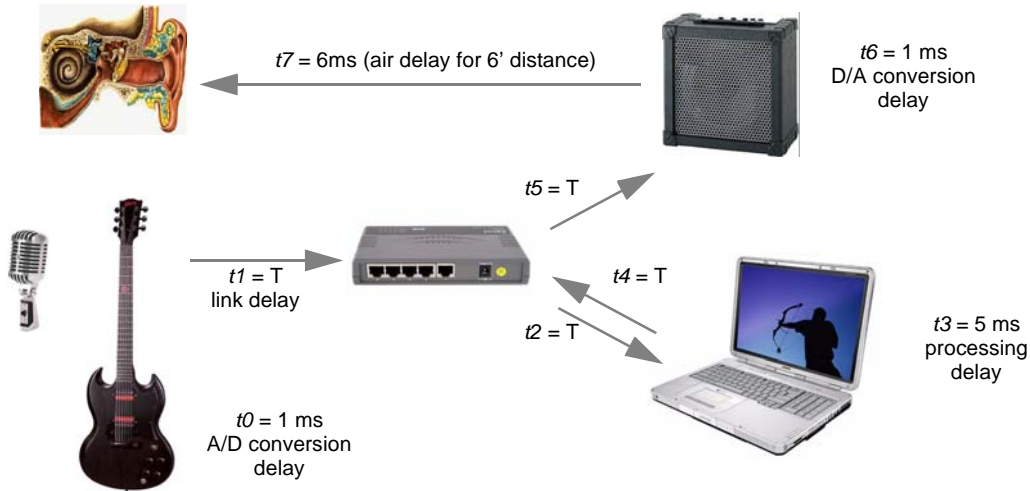 t7 = 6ms (air delay for 6’ distance)
t6 = 1 ms
D/A conversion
delay
t5 = T
t1 = T
link delay
t4 = T
t2 = T
t3 = 5 ms
processing
delay
t0 = 1 ms
A/D conversion
delay